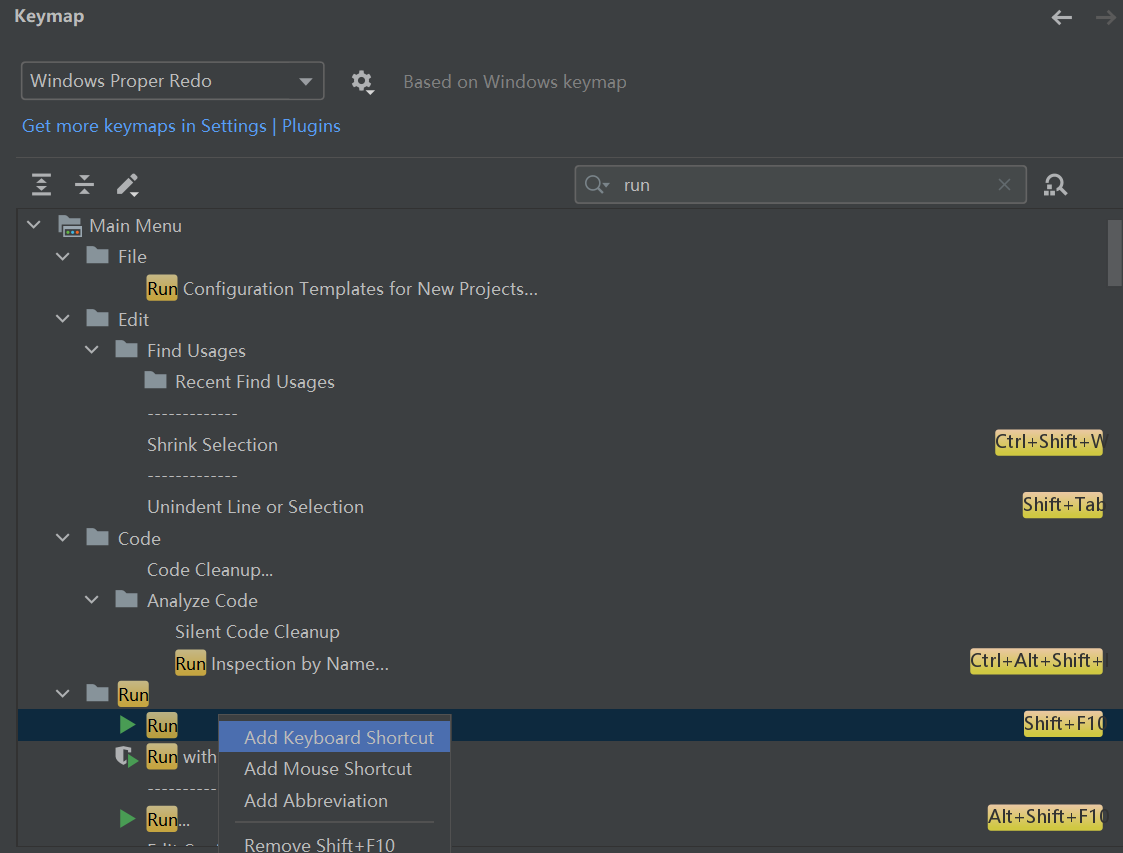 Keymap
Windows Proper Redo
Based on Windows keymap
Get more keymaps in Settings | Plugins
run
Main Menu
File
Run Configuration Templates for New Projects...
Edit
Find Usages
Recent Find Usages
-------------
Shrink Selection Ctrl+Shift+W
-------------
Unindent Line or Selection Shift+Tab
Code
Code Cleanup...
Analyze Code
Silent Code Cleanup
Run Inspection by Name... Ctrl+Alt+Shift+
Run
Run Shift+F10
Add Keyboard Shortcut
Run with
Add Mouse Shortcut
----------
Add Abbreviation
Run... Alt+Shift+F10
Remove Shift+F10